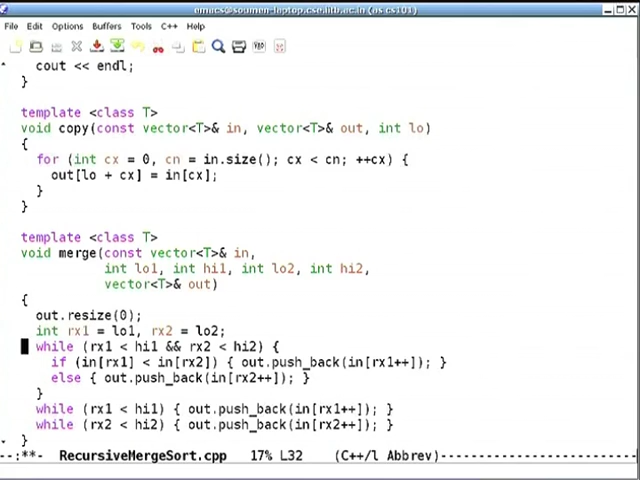 emacs@soumen-laptop.cse.iitb.ac.in (as cs101)
File Edit Options Buffers Tools C++ Help
cout << endl;
}
template <class T>
void copy(const vector<T>& in, vector<T>& out, int lo)
{
for (int cx = 0, cn = in.size(); cx < cn; ++cx) {
out[lo + cx] = in[cx];
}
}
template <class T>
void merge(const vector<T>& in,
int lo1, int hi1, int lo2, int hi2,
vector<T>& out)
{
out.resize(0);
int rx1 = lo1, rx2 = lo2;
while (rx1 < hi1 && rx2 < hi2) {
if (in[rx1] < in[rx2]) { out.push_back(in[rx1++]); }
else { out.push_back(in[rx2++]); }
}
while (rx1 < hi1) { out.push_back(in[rx1++]); }
while (rx2 < hi2) { out.push_back(in[rx2++]); }
}
--:**- RecursiveMergeSort.cpp 17% L32 (C++/l Abbrev)-----------------------